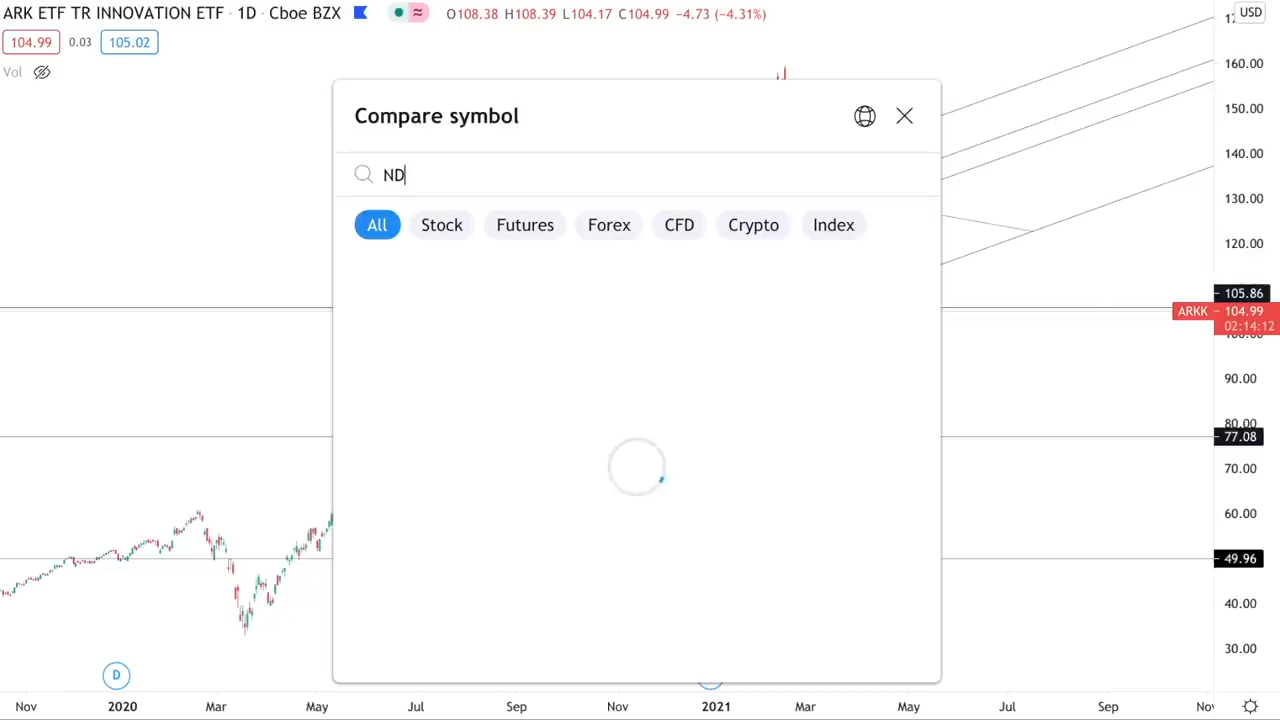 ARK ETF TR INNOVATION ETF · 1D · Cboe BZX ≈ O108.38 H108.39 L104.17 C104.99 −4.73 (−4.31%) USD
104.99 0.03 105.02
Vol
Compare symbol
ND
All Stock Futures Forex CFD Crypto Index
160.00
150.00
140.00
130.00
120.00
105.86
ARKK 104.99
02:14:12
100.00
90.00
80.00
77.08
70.00
60.00
49.96
40.00
30.00
D
Nov 2020 Mar May Jul Sep Nov 2021 Mar May Jul Sep